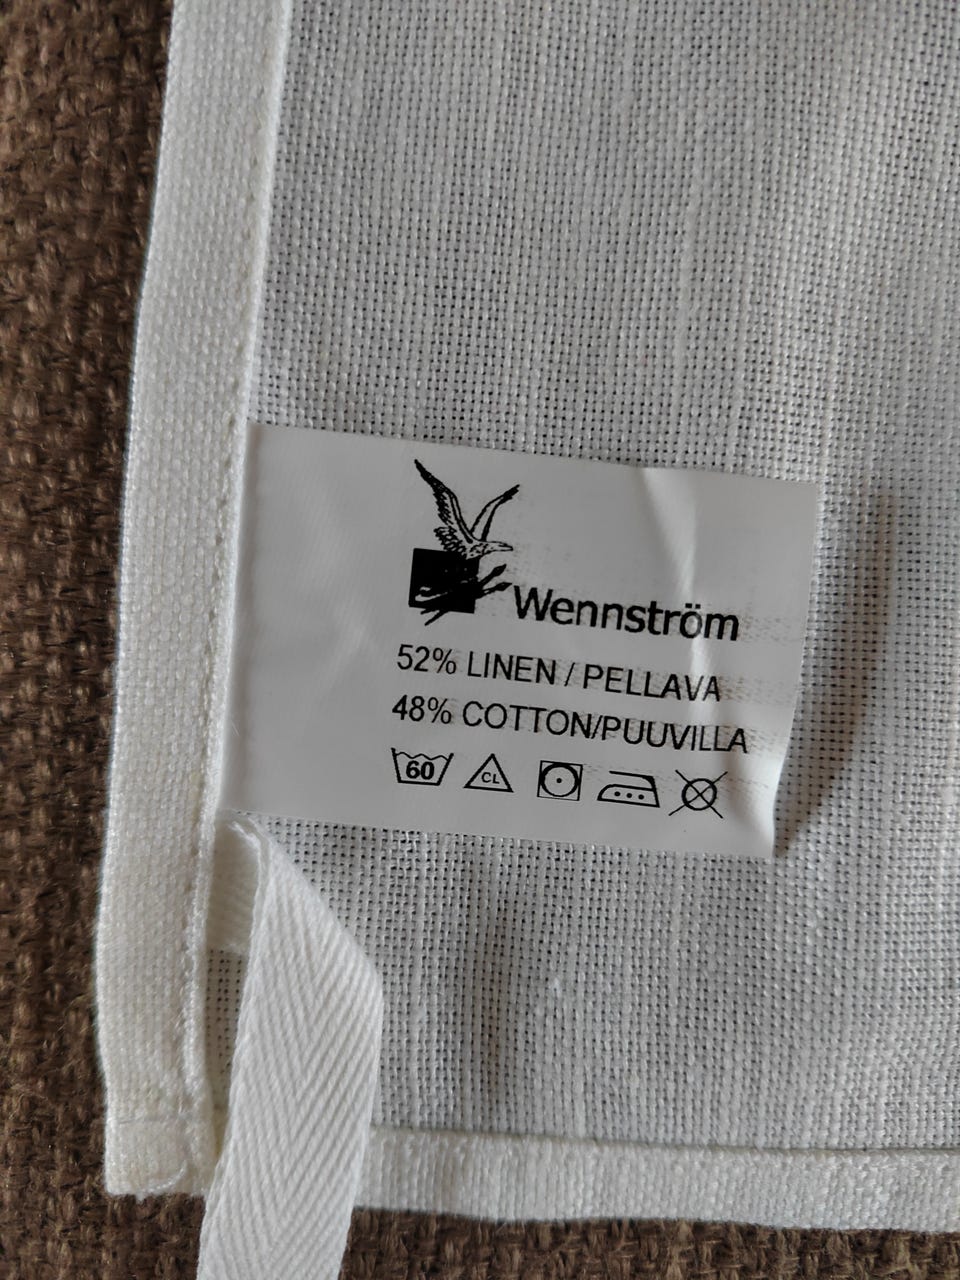 Wennström
52% LINEN / PELLAVA
48% COTTON/PUUVILLA
60 CL